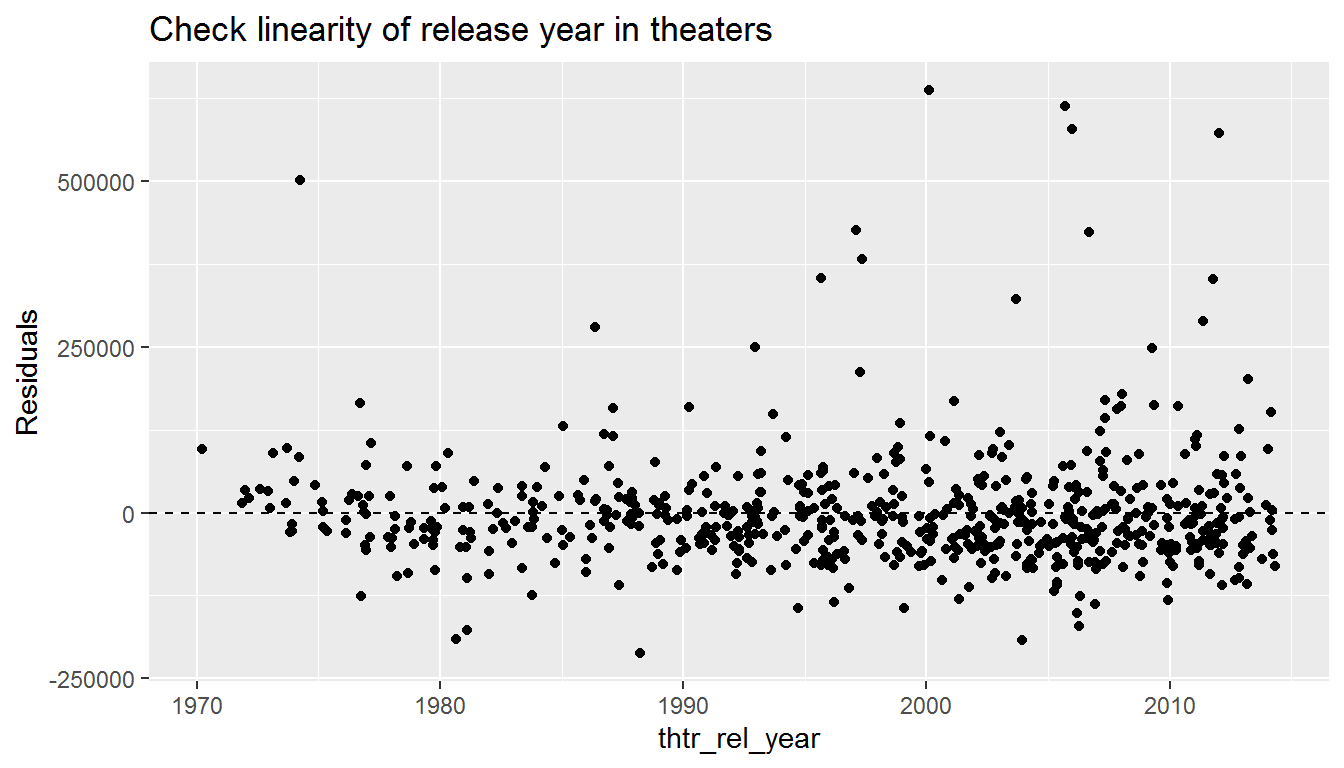 Check linearity of release year in theaters
Residuals
500000
250000
0
-250000
1970 1980 1990 2000 2010
thtr_rel_year